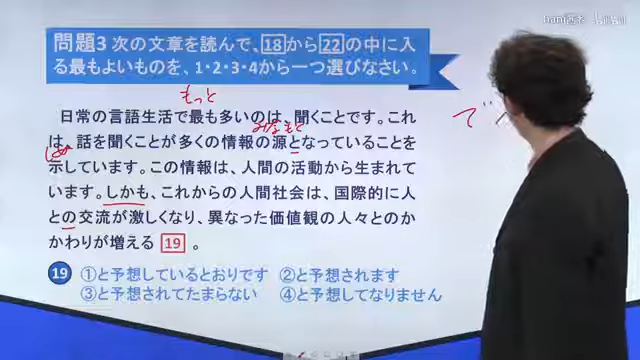 問題3 次の文章を読んで、18から22の中に入
る最もよいものを、1・2・3・4から一つ選びなさい。
もっと
日常の言語生活で最も多いのは、聞くことです。これ
みなもと
は、話を聞くことが多くの情報の源となっていることを
しめ
示しています。この情報は、人間の活動から生まれて
います。しかも、これからの人間社会は、国際的に人
との交流が激しくなり、異なった価値観の人々とのか
かわりが増える 19 。
19 ①と予想しているとおりです ②と予想されます
③と予想されてたまらない ④と予想してなりません